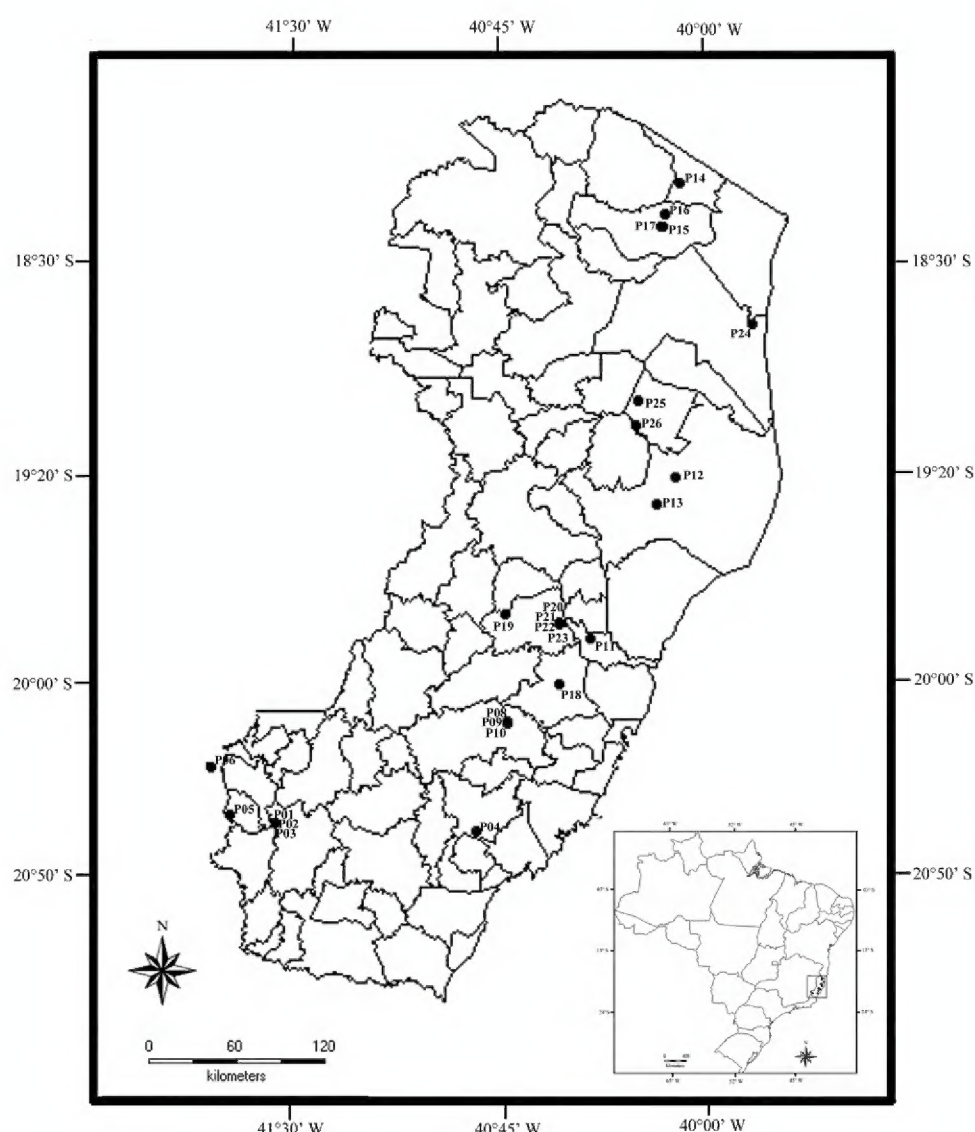 41°30’ W
40°45’ W
40°00’ W
P14
P16
P17
P15
18°30’ S
18°30’ S
P24
P25
P26
19°20’ S
19°20’ S
P12
P13
P20
P21
P19
P22
P23
P11
20°00’ S
20°00’ S
P18
P08
P09
P10
P06
P05
P01
P02
P03
P04
20°50’ S
20°50’ S
N
0 60 120
kilometers
41°30’ W
40°45’ W
40°00’ W